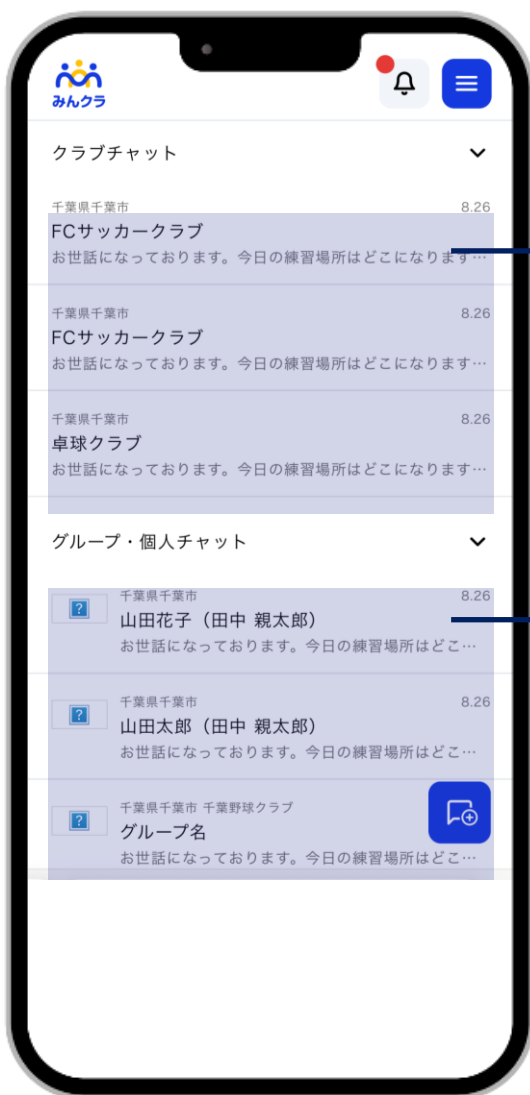 みんクラ
クラブチャット
千葉県千葉市 8.26
FCサッカークラブ
お世話になっております。今日の練習場所はどこになります…
千葉県千葉市 8.26
FCサッカークラブ
お世話になっております。今日の練習場所はどこになります…
千葉県千葉市 8.26
卓球クラブ
お世話になっております。今日の練習場所はどこになります…
グループ・個人チャット
千葉県千葉市 8.26
山田花子（田中 親太郎）
お世話になっております。今日の練習場所はどこ…
千葉県千葉市 8.26
山田太郎（田中 親太郎）
お世話になっております。今日の練習場所はどこ…
千葉県千葉市 千葉野球クラブ
グループ名
お世話になっております。今日の練習場所はどこ…